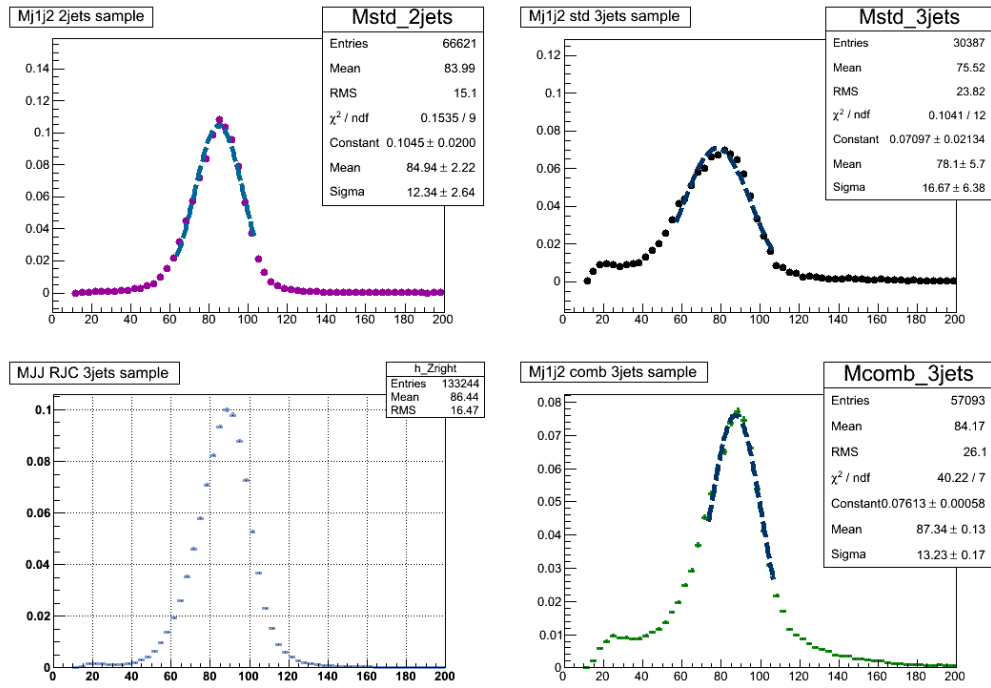 Mj1j2 2jets sample
Mstd_2jets
Entries 66621
Mean 83.99
RMS 15.1
χ² / ndf 0.1535 / 9
Constant 0.1045 ± 0.0200
Mean 84.94 ± 2.22
Sigma 12.34 ± 2.64
0.14
0.12
0.1
0.08
0.06
0.04
0.02
0
0 20 40 60 80 100 120 140 160 180 200
Mj1j2 std 3jets sample
Mstd_3jets
Entries 30387
Mean 75.52
RMS 23.82
χ² / ndf 0.1041 / 12
Constant 0.07097 ± 0.02134
Mean 78.1 ± 5.7
Sigma 16.67 ± 6.38
0.12
0.1
0.08
0.06
0.04
0.02
0
0 20 40 60 80 100 120 140 160 180 200
MJJ RJC 3jets sample
h_Zright
Entries 133244
Mean 86.44
RMS 16.47
0.1
0.08
0.06
0.04
0.02
0
0 20 40 60 80 100 120 140 160 180 200
Mj1j2 comb 3jets sample
Mcomb_3jets
Entries 57093
Mean 84.17
RMS 26.1
χ² / ndf 40.22 / 7
Constant 0.07613 ± 0.00058
Mean 87.34 ± 0.13
Sigma 13.23 ± 0.17
0.08
0.07
0.06
0.05
0.04
0.03
0.02
0.01
0
0 20 40 60 80 100 120 140 160 180 200